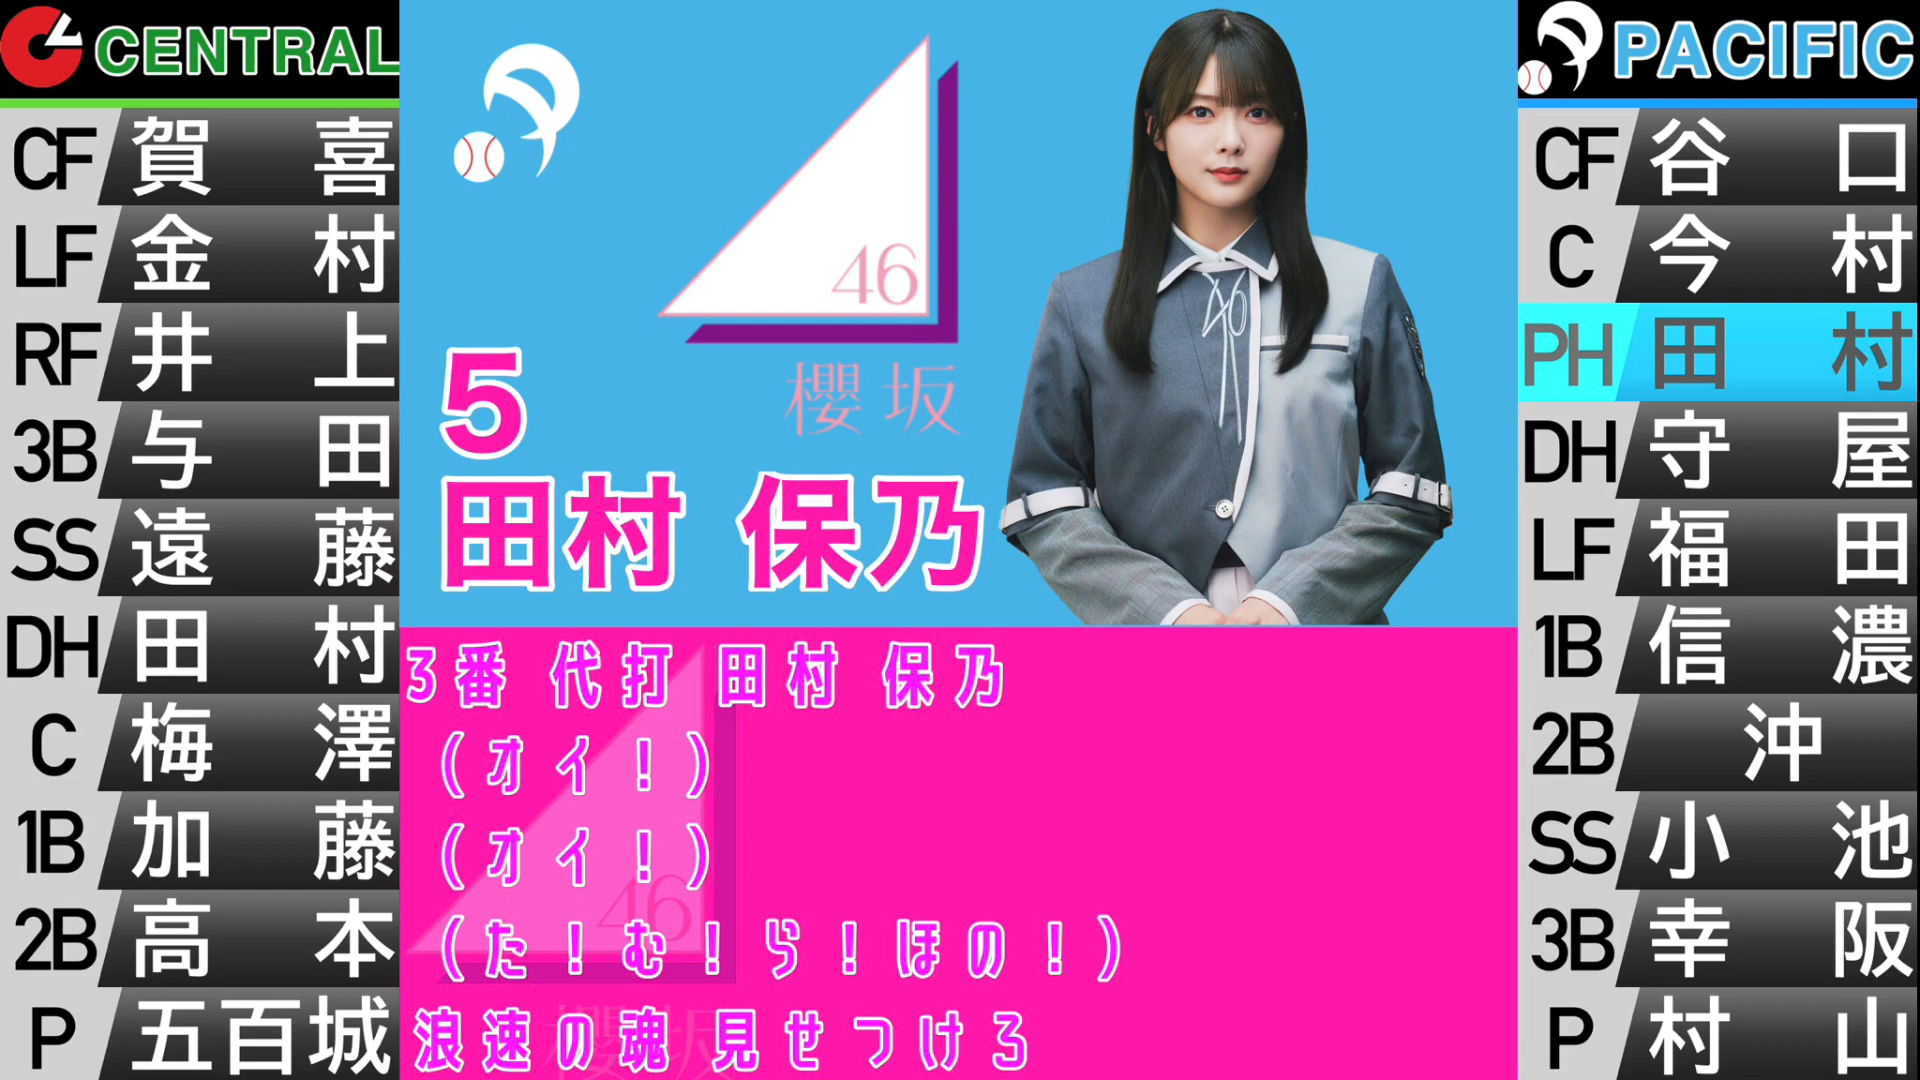 CENTRAL
CF 賀喜
LF 金村
RF 井上
3B 与田
SS 遠藤
DH 田村
C 梅澤
1B 加藤
2B 高本
P 五百城
46
櫻坂
5
田村 保乃
3番 代打 田村 保乃
(オイ!)
(オイ!)
(た!む!ら!ほの!)
浪速の魂 見せつけろ
46
櫻坂
PACIFIC
CF 谷口
C 今村
PH 田村
DH 守屋
LF 福田
1B 信濃
2B 沖
SS 小池
3B 幸阪
P 村山